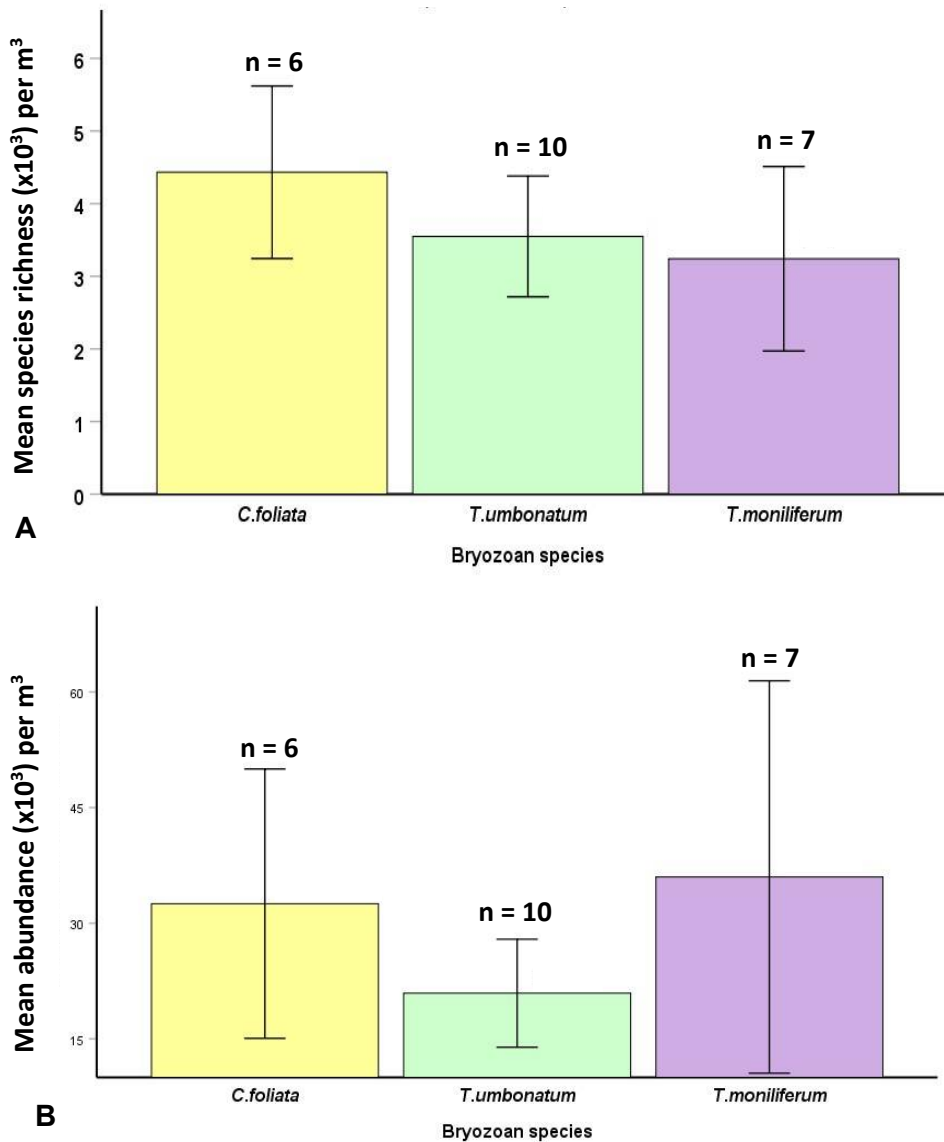 Mean species richness (x10³) per m³
6
5
4
3
2
1
0
n = 6
n = 10
n = 7
C.foliata T.umbonatum T.moniliferum
Bryozoan species
A
Mean abundance (x10³) per m³
60
45
30
15
n = 6
n = 10
n = 7
C.foliata T.umbonatum T.moniliferum
Bryozoan species
B